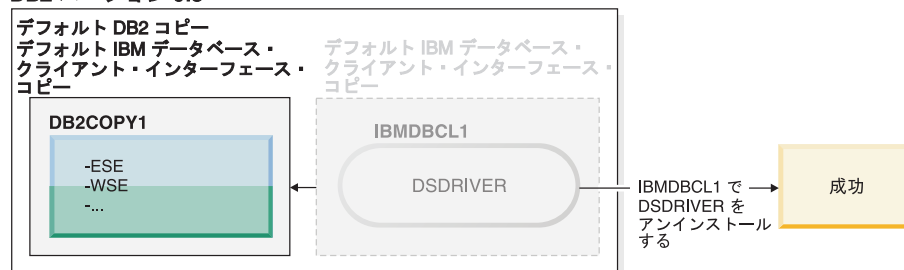 デフォルト DB2 コピー
デフォルト IBM データベース・
クライアント・インターフェース・
コピー
デフォルト IBM データベース・
クライアント・インターフェース・
コピー
DB2COPY1
-ESE
-WSE
-...
IBMDBCL1
DSDRIVER
IBMDBCL1 で
DSDRIVER を
アンインストール
する
成功